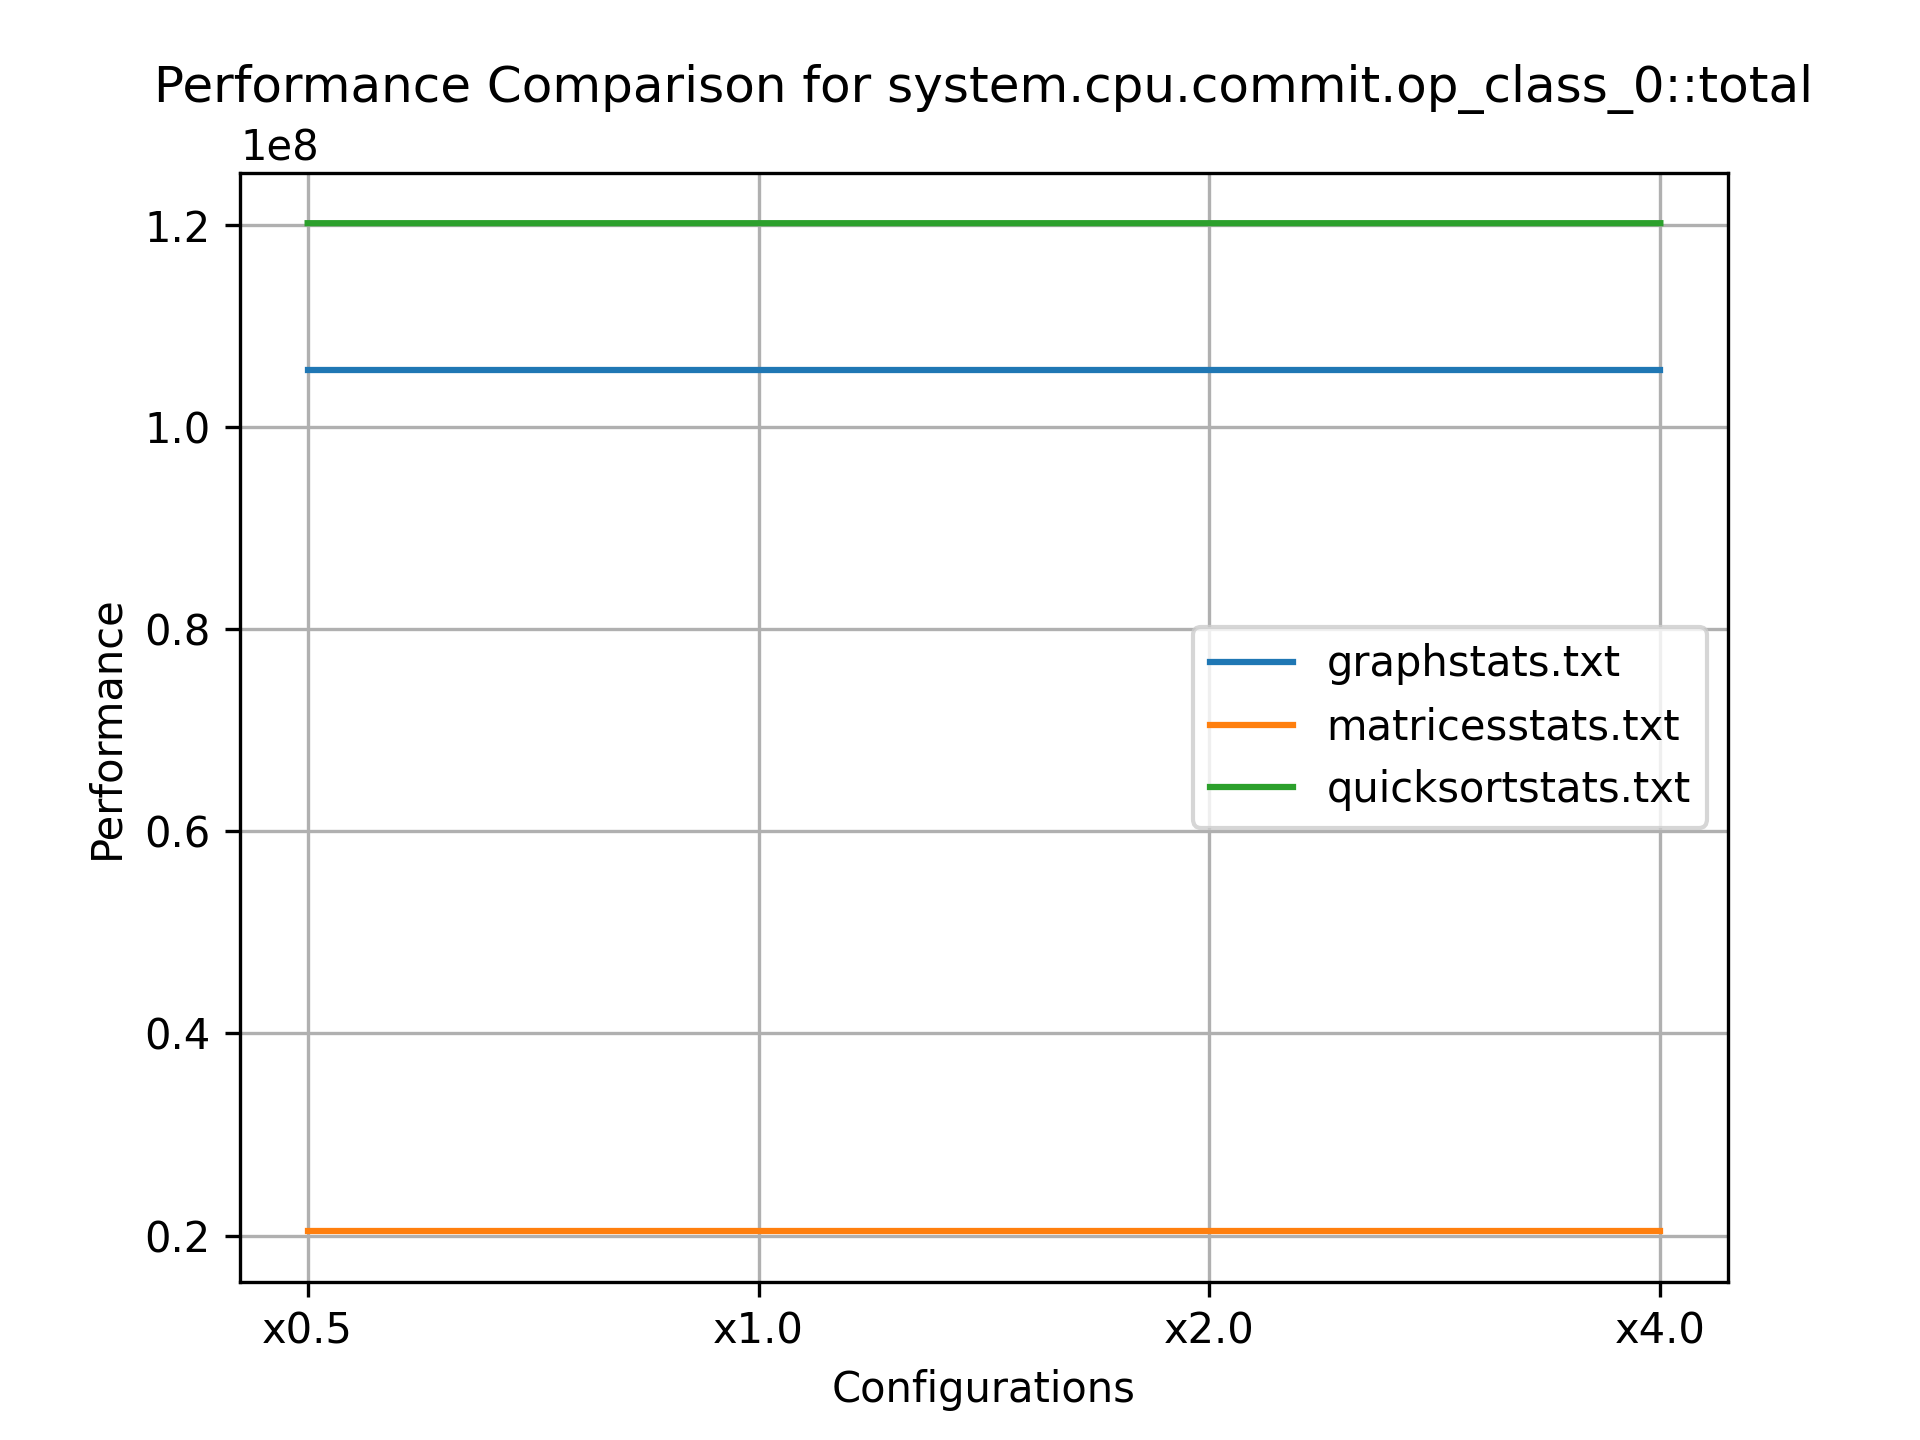 Performance Comparison for system.cpu.commit.op_class_0::total
1e8
1.2
1.0
0.8
0.6
0.4
0.2
Performance
graphstats.txt
matricesstats.txt
quicksortstats.txt
x0.5 x1.0 x2.0 x4.0
Configurations